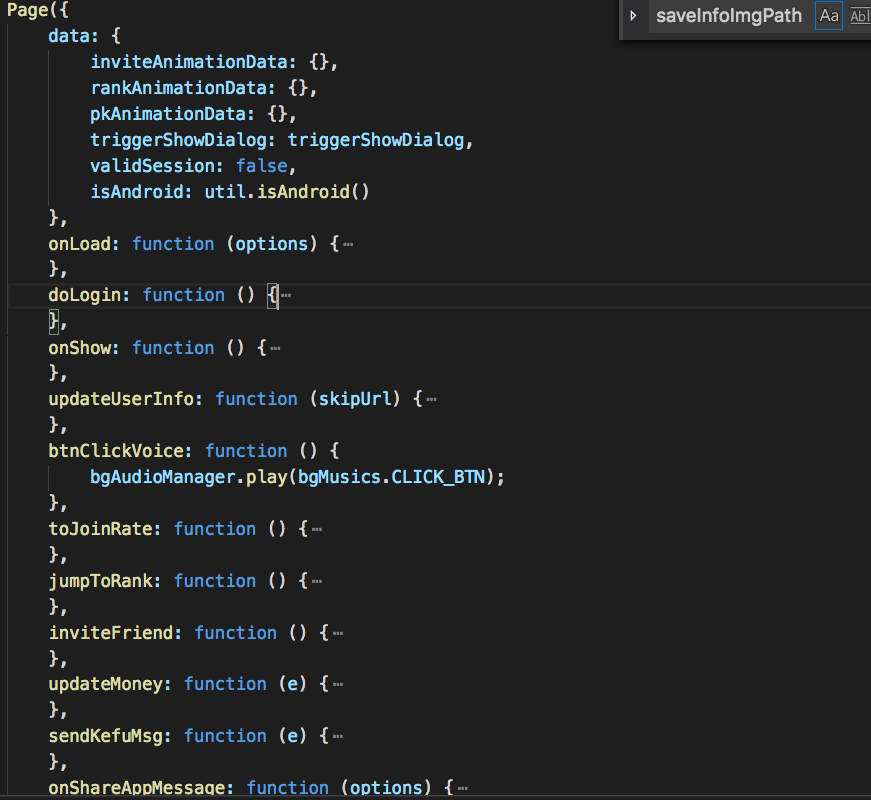 Page({
saveInfoImgPath Aa Abl
data: {
inviteAnimationData: {},
rankAnimationData: {},
pkAnimationData: {},
triggerShowDialog: triggerShowDialog,
validSession: false,
isAndroid: util.isAndroid()
},
onLoad: function (options) {⋯
},
doLogin: function () {⋯
},
onShow: function () {⋯
},
updateUserInfo: function (skipUrl) {⋯
},
btnClickVoice: function () {
bgAudioManager.play(bgMusics.CLICK_BTN);
},
toJoinRate: function () {⋯
},
jumpToRank: function () {⋯
},
inviteFriend: function () {⋯
},
updateMoney: function (e) {⋯
},
sendKefuMsg: function (e) {⋯
},
onShareAppMessage: function (options) {⋯